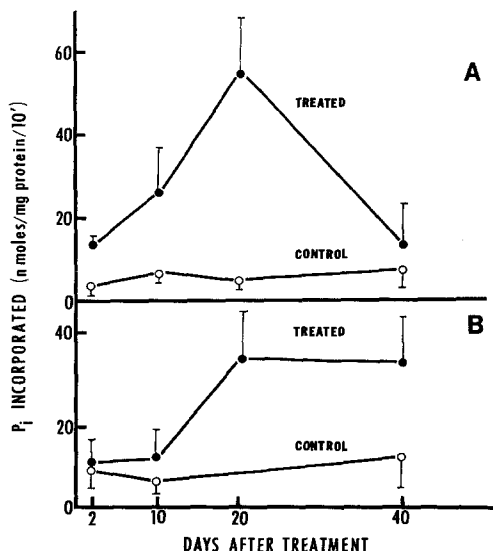 P_i INCORPORATED (n moles/mg protein/10')
A
60
40
20
0
TREATED
CONTROL
B
40
20
0
TREATED
CONTROL
2 10 20 40
DAYS AFTER TREATMENT